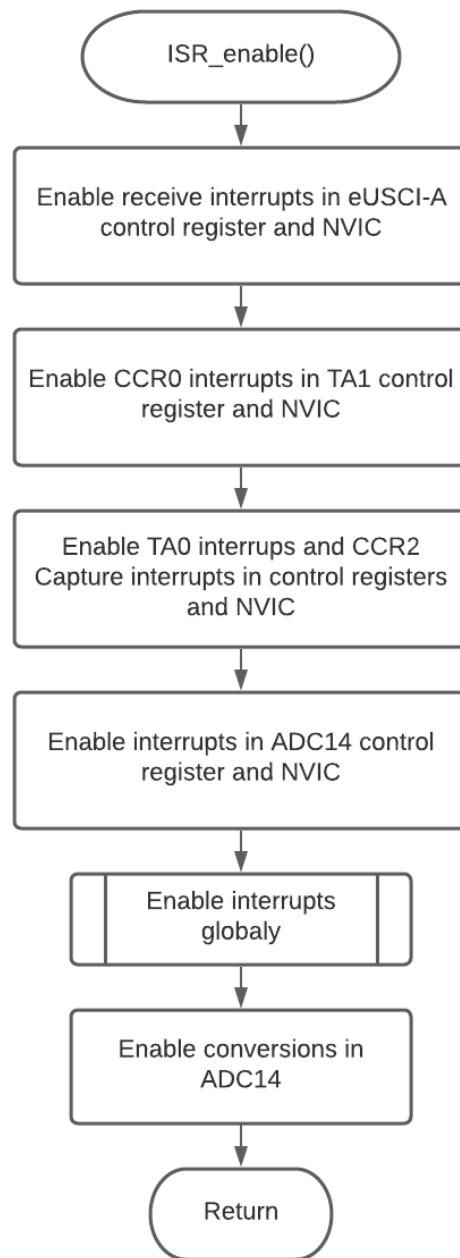 ISR_enable()
Enable receive interrupts in eUSCI-A
control register and NVIC
Enable CCR0 interrupts in TA1 control
register and NVIC
Enable TA0 interrups and CCR2
Capture interrupts in control registers
and NVIC
Enable interrupts in ADC14 control
register and NVIC
Enable interrupts
globaly
Enable conversions in
ADC14
Return